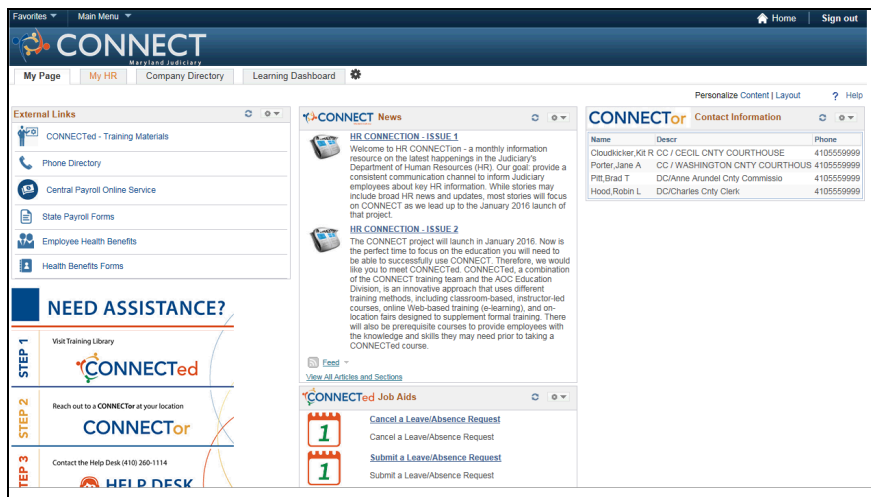 Favorites Main Menu Home Sign out
CONNECT
Maryland Judiciary
My Page My HR Company Directory Learning Dashboard
Personalize Content | Layout ? Help
External Links
CONNECTed - Training Materials
Phone Directory
Central Payroll Online Service
State Payroll Forms
Employee Health Benefits
Health Benefits Forms
NEED ASSISTANCE?
STEP 1
Visit Training Library
CONNECTed
STEP 2
Reach out to a CONNECTor at your location
CONNECTor
STEP 3
Contact the Help Desk (410) 260-1114
HELP DESK
CONNECT News
HR CONNECTION - ISSUE 1
Welcome to HR CONNECTion - a monthly information
resource on the latest happenings in the Judiciary's
Department of Human Resources (HR). Our goal: provide a
consistent communication channel to inform Judiciary
employees about key HR information. While stories may
include broad HR news and updates, most stories will focus
on CONNECT as we lead up to the January 2016 launch of
that project.
HR CONNECTION - ISSUE 2
The CONNECT project will launch in January 2016. Now is
the perfect time to focus on the education you will need to
be able to successfully use CONNECT. Therefore, we would
like you to meet CONNECTed. CONNECTed, a combination
of the CONNECT training team and the AOC Education
Division, is an innovative approach that uses different
training methods, including classroom-based, instructor-led
courses, online Web-based training (e-learning), and on-
location fairs designed to supplement formal training. There
will also be prerequisite courses to provide employees with
the knowledge and skills they may need prior to taking a
CONNECTed course.
Feed
View All Articles and Sections
CONNECTed Job Aids
1
Cancel a Leave/Absence Request
Cancel a Leave/Absence Request
1
Submit a Leave/Absence Request
Submit a Leave/Absence Request
CONNECTor Contact Information
Name Descr Phone
Cloudkicker,Kit R CC / CECIL CNTY COURTHOUSE 4105559999
Porter,Jane A CC / WASHINGTON CNTY COURTHOUS 4105559999
Pitt,Brad T DC/Anne Arundel Cnty Commissio 4105559999
Hood,Robin L DC/Charles Cnty Clerk 4105559999